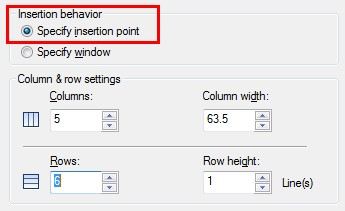 Insertion behavior
Specify insertion point
Specify window
Column & row settings
Columns: Column width:
5 63.5
Rows: Row height:
6 1 Line(s)